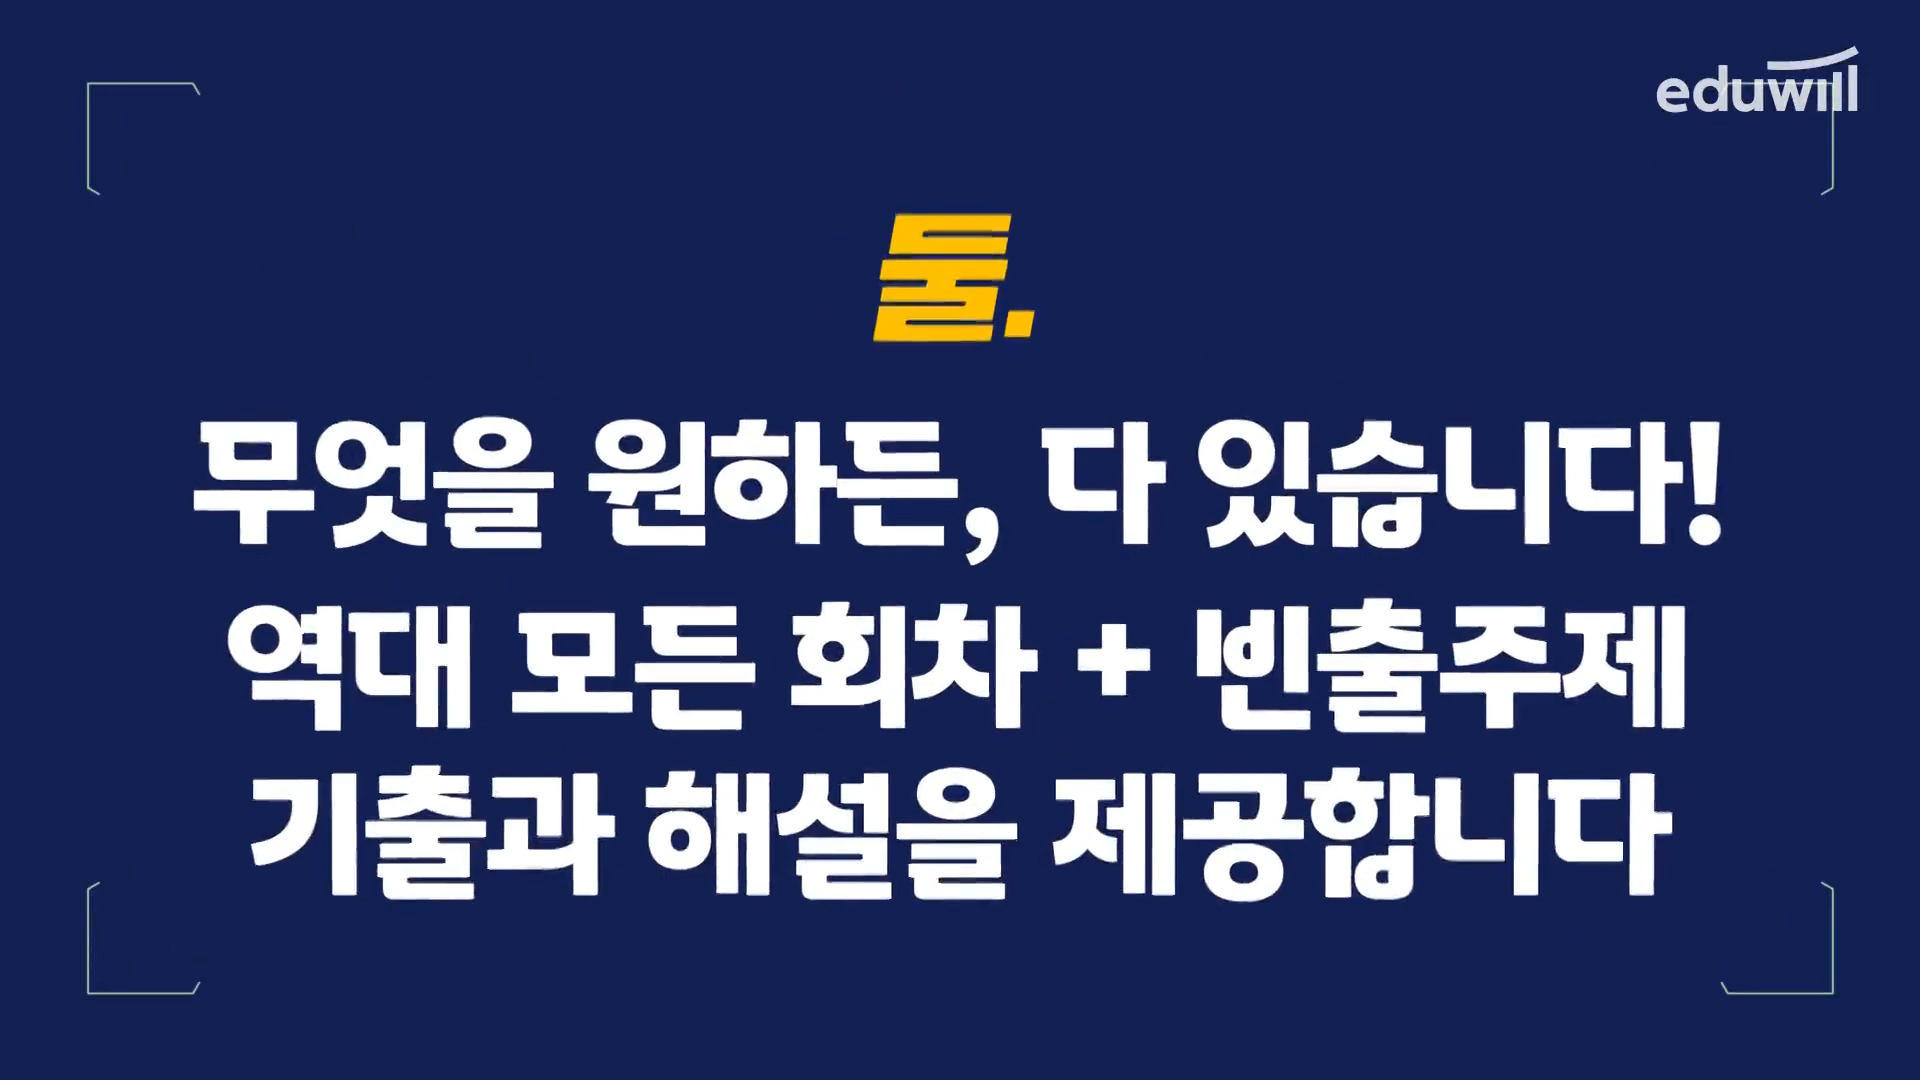 eduwill
둘.
무엇을 원하든, 다 있습니다!
역대 모든 회차 + 빈출주제
기출과 해설을 제공합니다